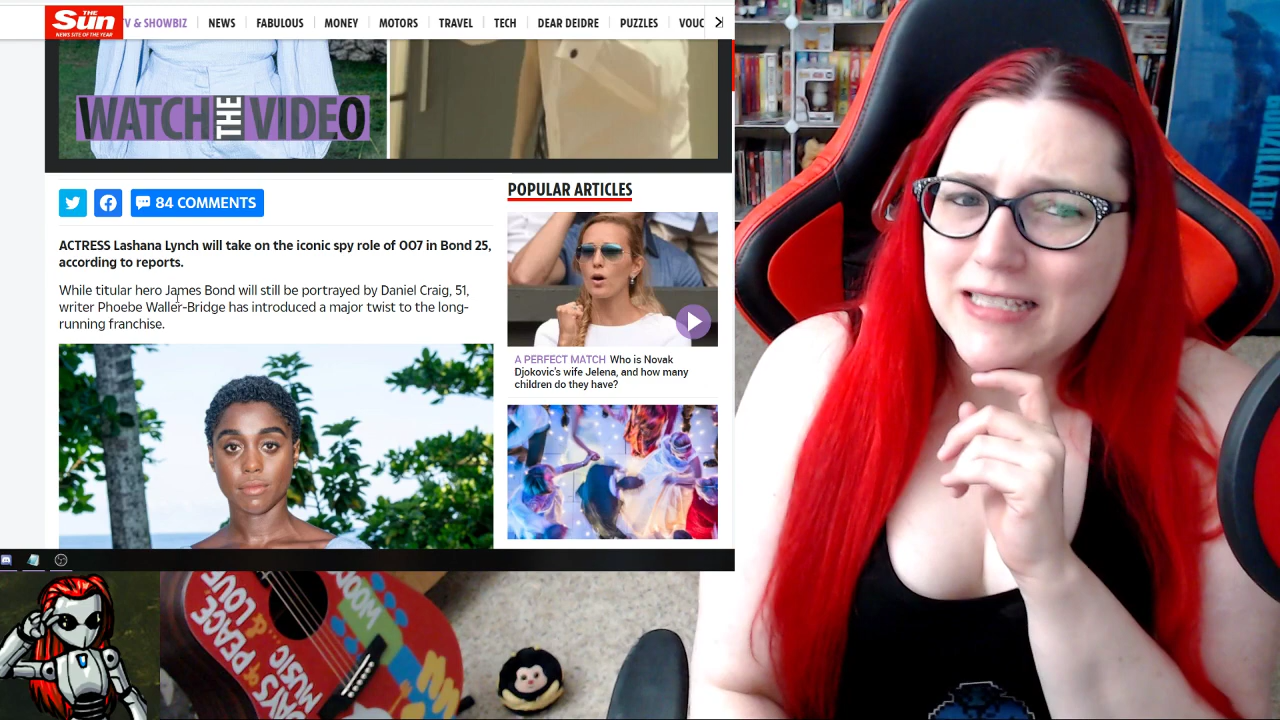 THE
Sun
NEWS SITE OF THE YEAR
V & SHOWBIZ
NEWS
FABULOUS
MONEY
MOTORS
TRAVEL
TECH
DEAR DEIDRE
PUZZLES
VOUC
WATCH THE VIDEO
84 COMMENTS
ACTRESS Lashana Lynch will take on the iconic spy role of 007 in Bond 25,
according to reports.
While titular hero James Bond will still be portrayed by Daniel Craig, 51,
writer Phoebe Waller-Bridge has introduced a major twist to the long-
running franchise.
POPULAR ARTICLES
A PERFECT MATCH Who is Novak
Djokovic's wife Jelena, and how many
children do they have?
GODZILLA II
PEACE
LOVE
&
MUSIC